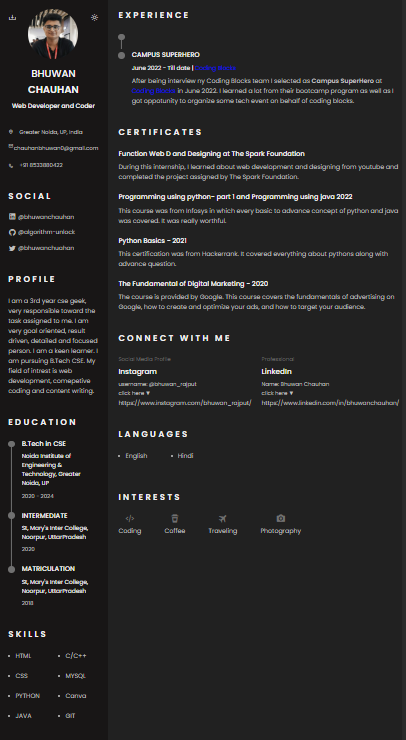 BHUWAN
CHAUHAN
Web Developer and Coder
Greater Noida, UP, India
chauhanbhuwan0@gmail.com
+91 8533880422
SOCIAL
@bhuwanchauhan
@algorithm-unlock
@bhuwanchauhan
PROFILE
I am a 3rd year cse geek,
very responsible toward the
task assigned to me. I am
very goal oriented, result
driven, detailed and focused
person. I am a keen learner. I
am pursuing B.Tech CSE. My
field of intrest is web
development, comepetive
coding and content writing.
EDUCATION
B.Tech in CSE
Noida Institute of
Engineering &
Technology, Greater
Noida, UP
2020 - 2024
INTERMEDIATE
St, Mary's Inter College,
Noorpur, UttarPradesh
2020
MATRICULATION
St, Mary's Inter College,
Noorpur, UttarPradesh
2018
SKILLS
HTML
C/C++
CSS
MYSQL
PYTHON
Canva
JAVA
GIT
EXPERIENCE
CAMPUS SUPERHERO
June 2022 - Till date | Coding Blocks
After being interview ny Coding Blocks team I selected as Campus SuperHero at
Coding Blocks in June 2022. I learned a lot from their bootcamp program as well as I
got oppotunity to organize some tech event on behalf of coding blocks.
CERTIFICATES
Function Web D and Designing at The Spark Foundation
During this internship, I learned about web development and designing from youtube and
completed the project assigned by The Spark Foundation.
Programming using python- part 1 and Programming using java 2022
This course was from Infosys in which every basic to advance concept of python and java
was covered. It was really worthful.
Python Basics - 2021
This certification was from Hackerrank. It covered everything about pythons along with
advance question.
The Fundamental of Digital Marketing - 2020
The course is provided by Google. This course covers the fundamentals of advertising on
Google, how to create and optimize your ads, and how to target your audience.
CONNECT WITH ME
Social Media Profile
Instagram
username: @bhuwan_rajput
click here ▼
https://www.instagram.com/bhuwan_rajput/
Professional
LinkedIn
Name: Bhuwan Chauhan
click here ▼
https://www.linkedin.com/in/bhuwanchauhan/
LANGUAGES
English
Hindi
INTERESTS
Coding
Coffee
Traveling
Photography